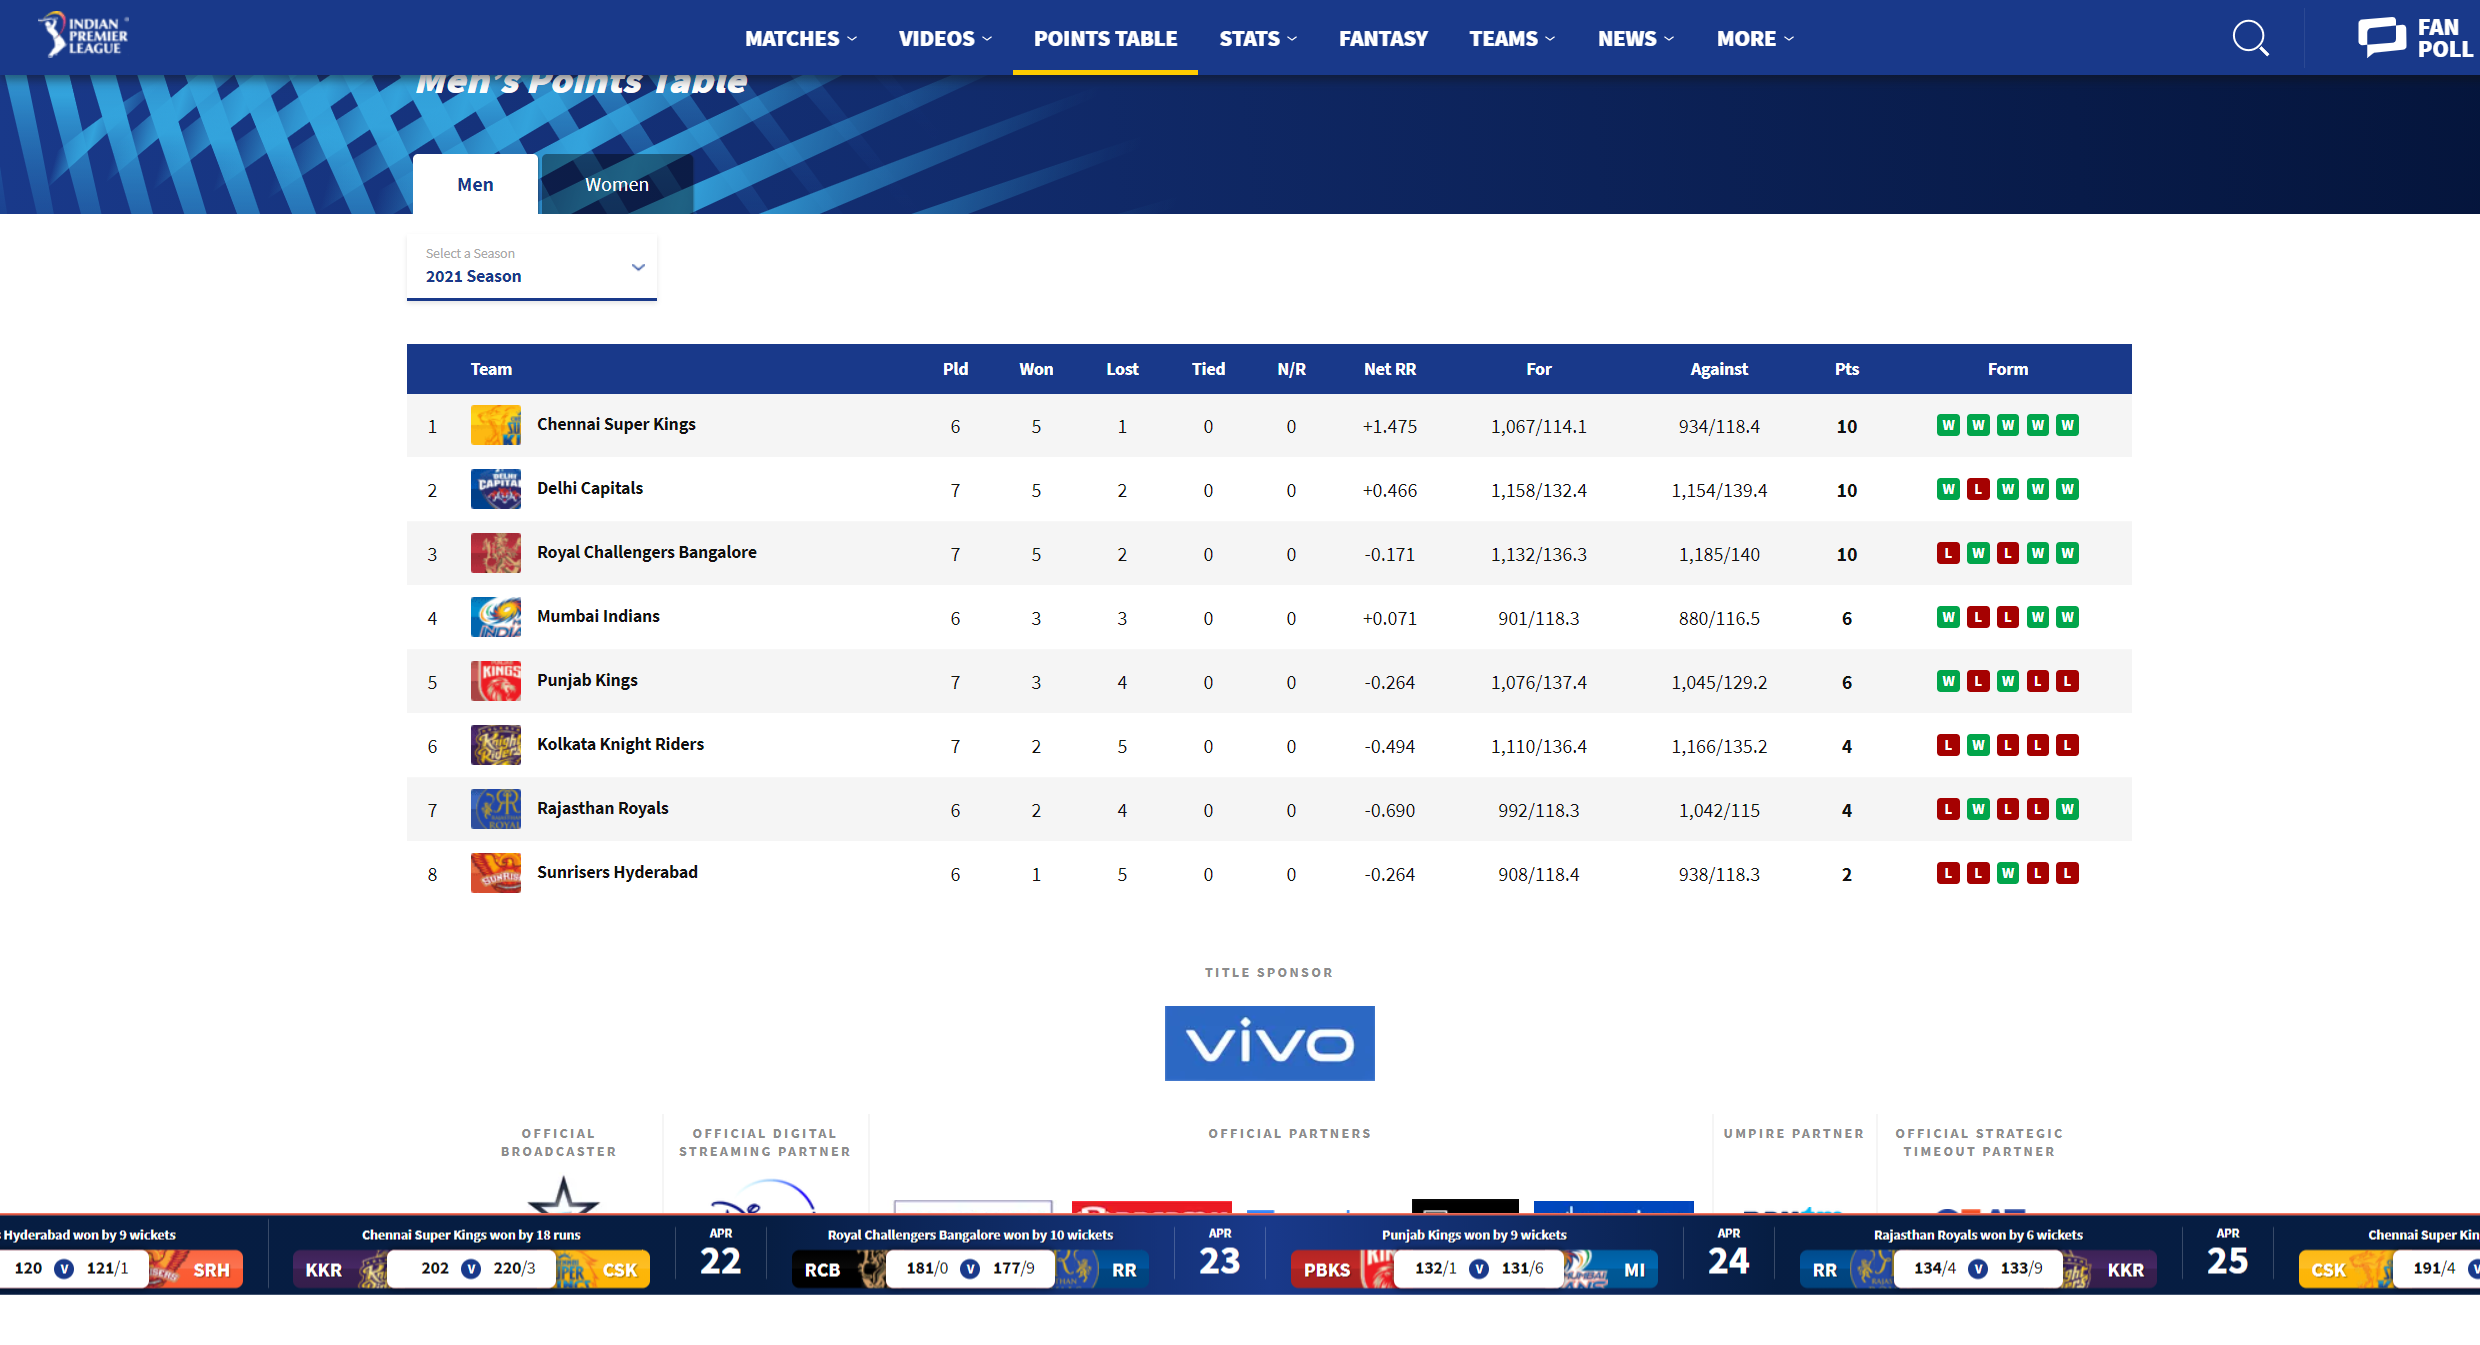 INDIAN
PREMIER
LEAGUE
MATCHES
VIDEOS
POINTS TABLE
STATS
FANTASY
TEAMS
NEWS
MORE
FAN
POLL
Men's Points Table
Men
Women
Select a Season
2021 Season
Team Pld Won Lost Tied N/R Net RR For Against Pts Form
1 Chennai Super Kings 6 5 1 0 0 +1.475 1,067/114.1 934/118.4 10 W W W W W
2 Delhi Capitals 7 5 2 0 0 +0.466 1,158/132.4 1,154/139.4 10 W L W W W
3 Royal Challengers Bangalore 7 5 2 0 0 -0.171 1,132/136.3 1,185/140 10 L W L W W
4 Mumbai Indians 6 3 3 0 0 +0.071 901/118.3 880/116.5 6 W L L W W
5 Punjab Kings 7 3 4 0 0 -0.264 1,076/137.4 1,045/129.2 6 W L W L L
6 Kolkata Knight Riders 7 2 5 0 0 -0.494 1,110/136.4 1,166/135.2 4 L W L L L
7 Rajasthan Royals 6 2 4 0 0 -0.690 992/118.3 1,042/115 4 L W L L W
8 Sunrisers Hyderabad 6 1 5 0 0 -0.264 908/118.4 938/118.3 2 L L W L L
TITLE SPONSOR
vivo
OFFICIAL
BROADCASTER
OFFICIAL DIGITAL
STREAMING PARTNER
OFFICIAL PARTNERS
UMPIRE PARTNER
OFFICIAL STRATEGIC
TIMEOUT PARTNER
Hyderabad won by 9 wickets
120 V 121/1 SRH
Chennai Super Kings won by 18 runs
KKR 202 V 220/3 CSK
APR
22
Royal Challengers Bangalore won by 10 wickets
RCB 181/0 V 177/9 RR
APR
23
Punjab Kings won by 9 wickets
PBKS 132/1 V 131/6 MI
APR
24
Rajasthan Royals won by 6 wickets
RR 134/4 V 133/9 KKR
APR
25
Chennai Super Kin
CSK 191/4 V